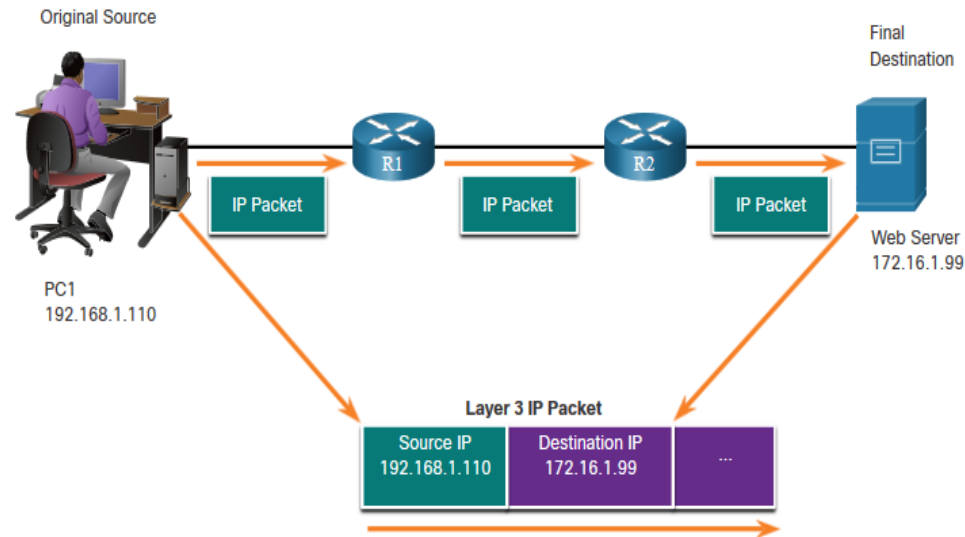 Original Source
Final
Destination
R1
R2
IP Packet
IP Packet
IP Packet
Web Server
172.16.1.99
PC1
192.168.1.110
Layer 3 IP Packet
Source IP
192.168.1.110
Destination IP
172.16.1.99
...